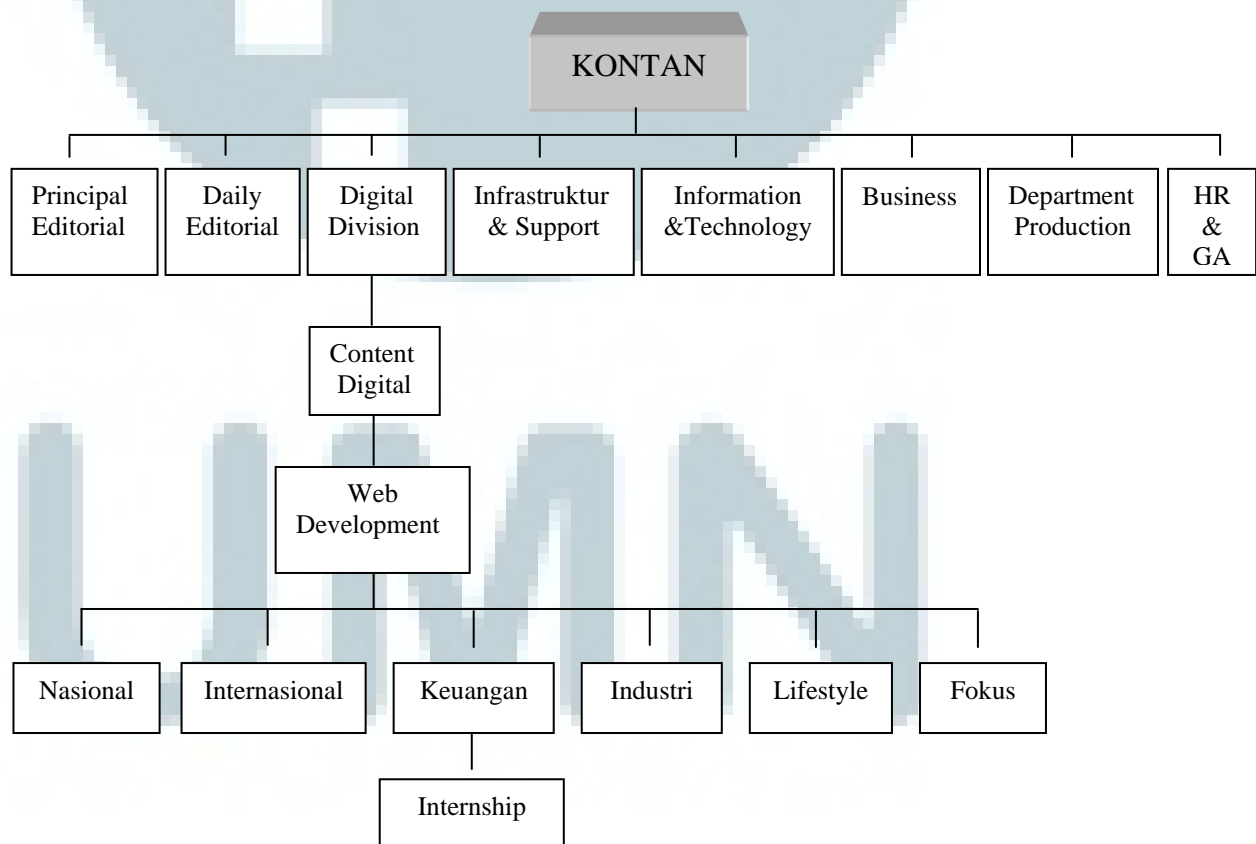 KONTAN
Principal
Editorial
Daily
Editorial
Digital
Division
Infrastruktur
& Support
Information
&Technology
Business
Department
Production
HR
&
GA
Content
Digital
Web
Development
Nasional
Internasional
Keuangan
Industri
Lifestyle
Fokus
Internship
UMN